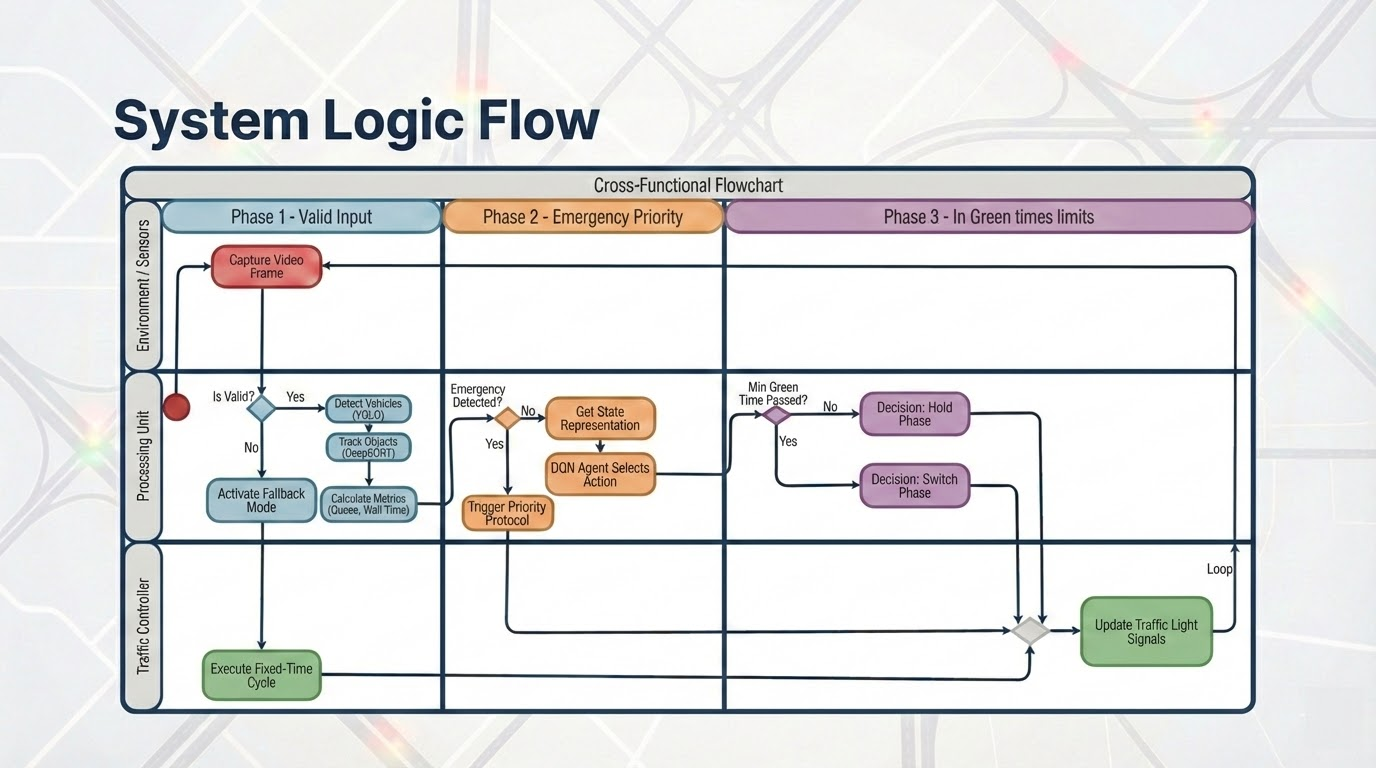 System Logic Flow
Cross-Functional Flowchart
Phase 1 - Valid Input
Phase 2 - Emergency Priority
Phase 3 - In Green times limits
Environment / Sensors
Capture Video
Frame
Processing Unit
Is Valid?
Yes
No
Detect Vshicles
(YOLO)
Track Objects
(Oeep6ORT)
Activate Fallback
Mode
Calculate Metrios
(Queee, Wall Time)
Emergency
Detected?
No
Yes
Get State
Representation
DQN Agent Selects
Action
Trigger Priority
Protocol
Min Green
Time Passed?
No
Yes
Decision: Hold
Phase
Decision: Switch
Phase
Traffic Controller
Execute Fixed-Time
Cycle
Update Traffic Light
Signals
Loop